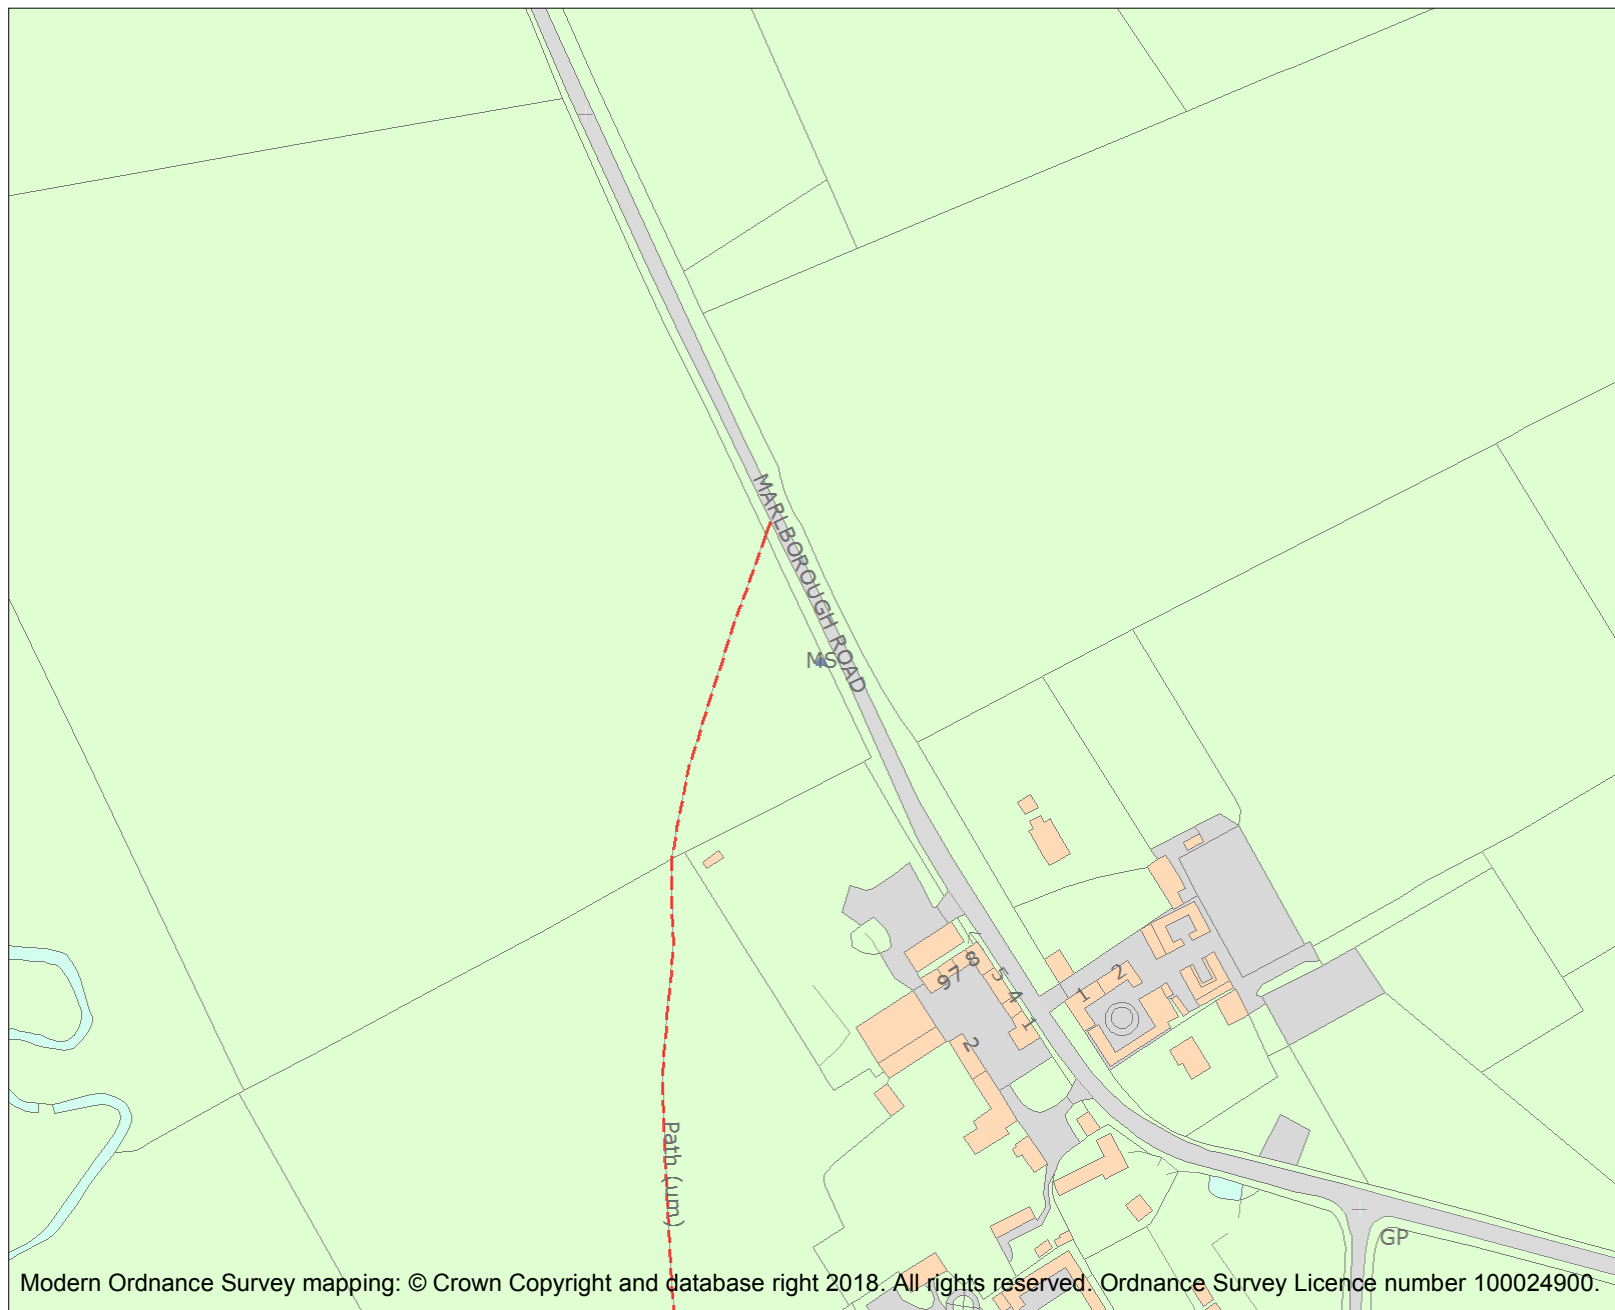 MARLBOROUGH ROAD
MS
7
8
97
5
4
1
2
1
2
Path (um)
GP
Modern Ordnance Survey mapping: © Crown Copyright and database right 2018. All rights reserved. Ordnance Survey Licence number 100024900.